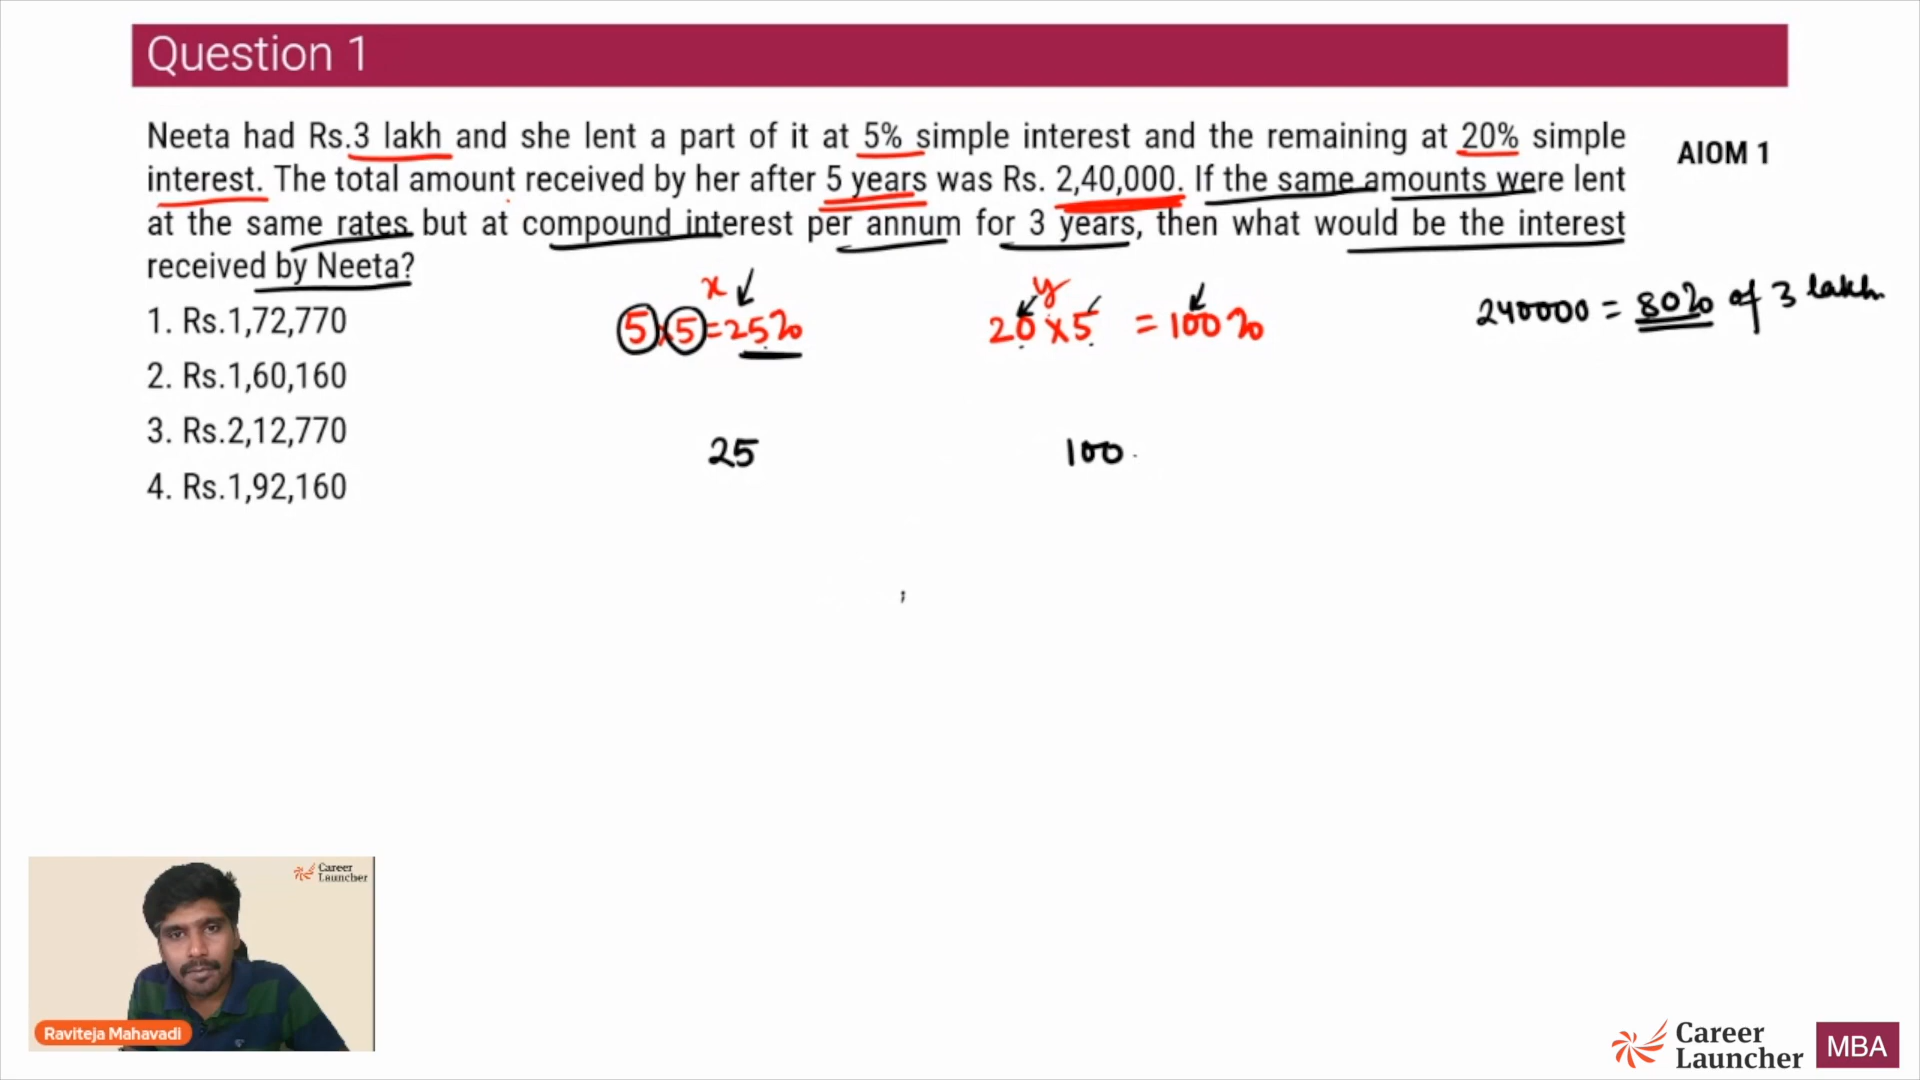 Question 1
Neeta had Rs.3 lakh and she lent a part of it at 5% simple interest and the remaining at 20% simple
interest. The total amount received by her after 5 years was Rs. 2,40,000. If the same amounts were lent
at the same rates but at compound interest per annum for 3 years, then what would be the interest
received by Neeta?
AIOM 1
1. Rs.1,72,770
2. Rs.1,60,160
3. Rs.2,12,770
4. Rs.1,92,160
x
5x5=25%
y
20x5 = 100%
240000 = 80% of 3 lakh
25 100
Career
Launcher
Raviteja Mahavadi
Career
Launcher
MBA